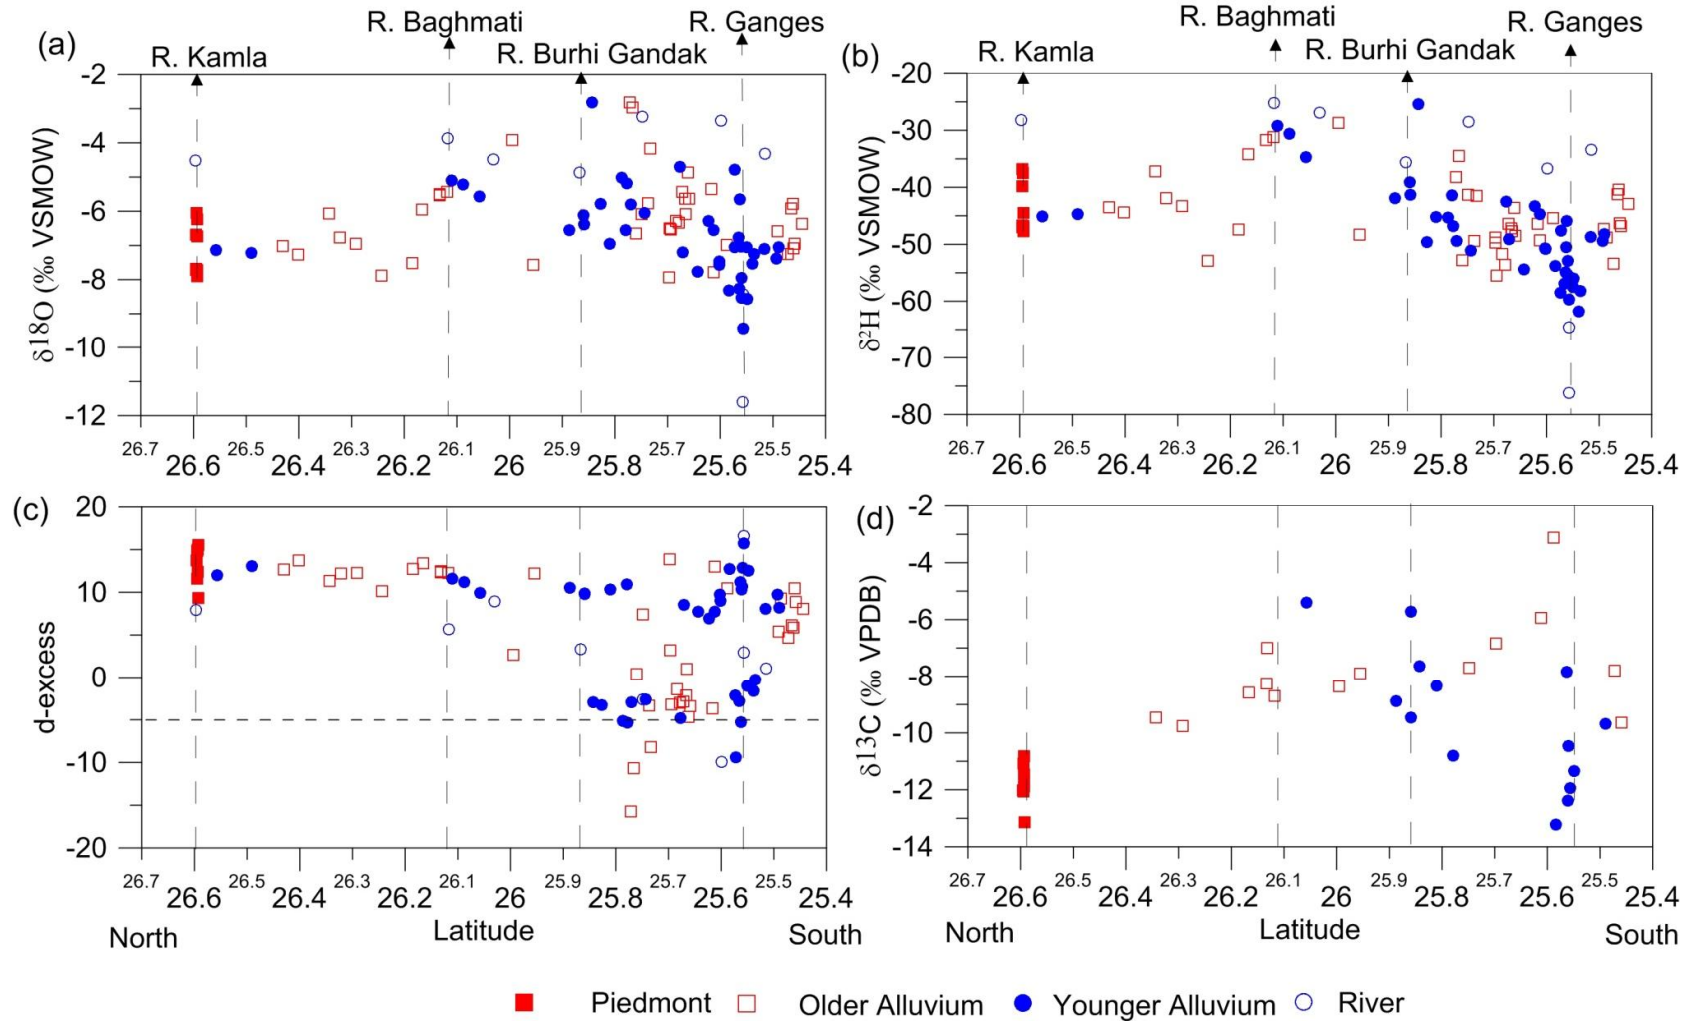 (a)
R. Kamla
R. Baghmati
R. Burhi Gandak
R. Ganges
δ18O (‰ VSMOW)
-2
-4
-6
-8
-10
-12
26.7 26.6 26.5 26.4 26.3 26.2 26.1 26 25.9 25.8 25.7 25.6 25.5 25.4
(b)
R. Kamla
R. Baghmati
R. Burhi Gandak
R. Ganges
δ²H (‰ VSMOW)
-20
-30
-40
-50
-60
-70
-80
26.7 26.6 26.5 26.4 26.3 26.2 26.1 26 25.9 25.8 25.7 25.6 25.5 25.4
(c)
d-excess
20
10
0
-10
-20
26.7 26.6 26.5 26.4 26.3 26.2 26.1 26 25.9 25.8 25.7 25.6 25.5 25.4
North Latitude South
(d)
δ13C (‰ VPDB)
-2
-4
-6
-8
-10
-12
-14
26.7 26.6 26.5 26.4 26.3 26.2 26.1 26 25.9 25.8 25.7 25.6 25.5 25.4
North Latitude South
Piedmont Older Alluvium Younger Alluvium River